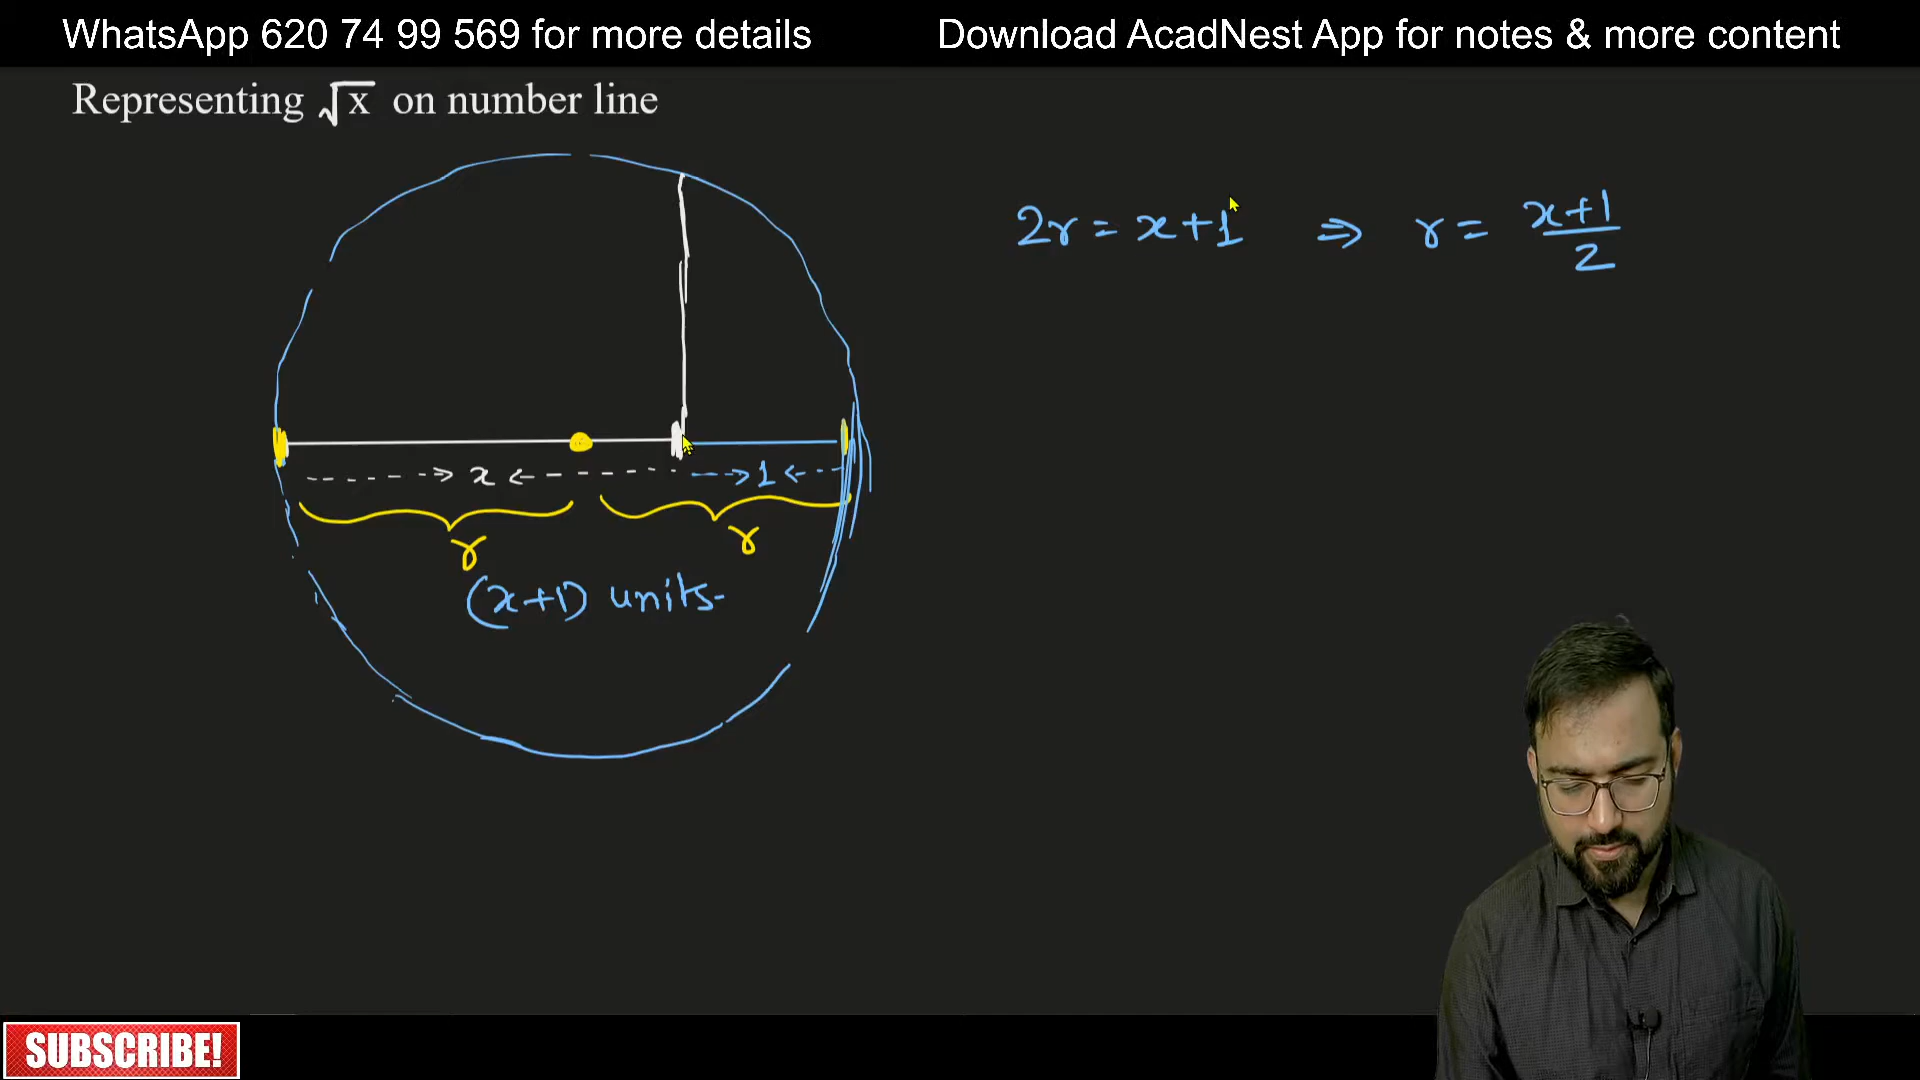 WhatsApp 620 74 99 569 for more details
Download AcadNest App for notes & more content
Representing √x on number line
2r = x+1 ⇒ r = x+1/2
-------→ x ←------- --→1←---
r
r
(x+1) units-
SUBSCRIBE!